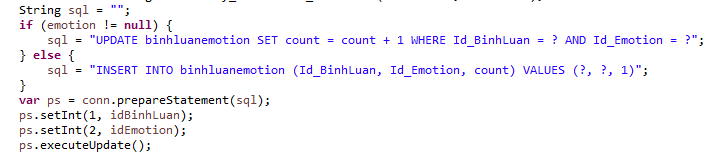 String sql = "";
if (emotion != null) {
    sql = "UPDATE binhluanemotion SET count = count + 1 WHERE Id_BinhLuan = ? AND Id_Emotion = ?";
} else {
    sql = "INSERT INTO binhluanemotion (Id_BinhLuan, Id_Emotion, count) VALUES (?, ?, 1)";
}
var ps = conn.prepareStatement(sql);
ps.setInt(1, idBinhLuan);
ps.setInt(2, idEmotion);
ps.executeUpdate();